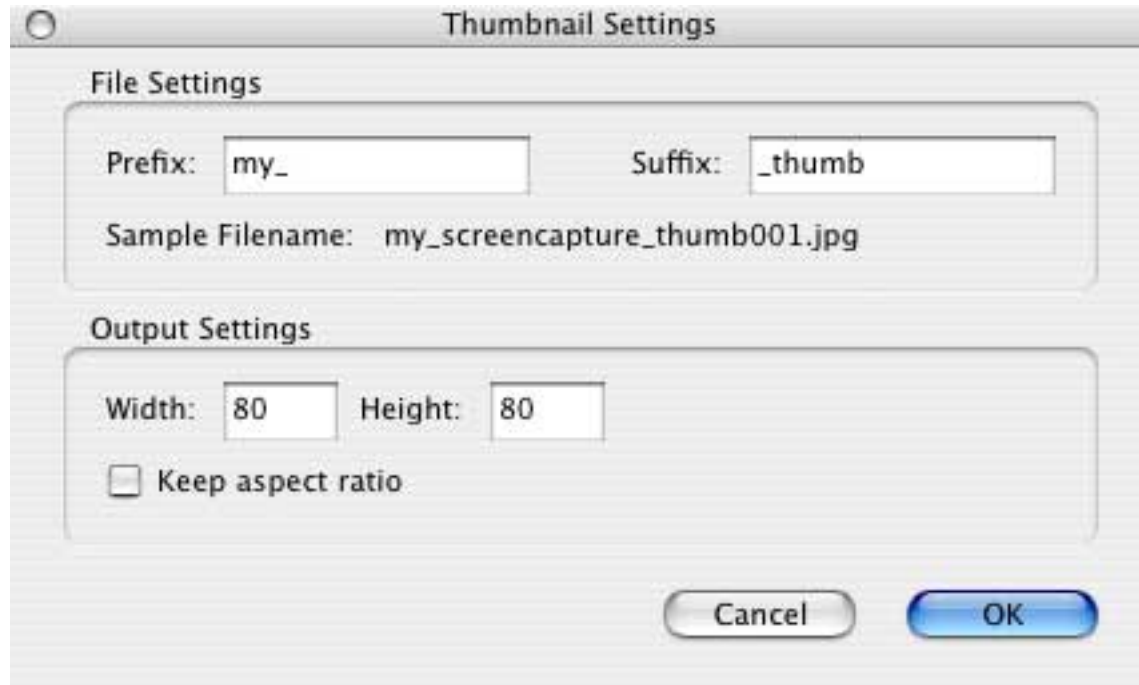 Thumbnail Settings
File Settings
Prefix: my_ Suffix: _thumb
Sample Filename: my_screencapture_thumb001.jpg
Output Settings
Width: 80 Height: 80
Keep aspect ratio
Cancel OK